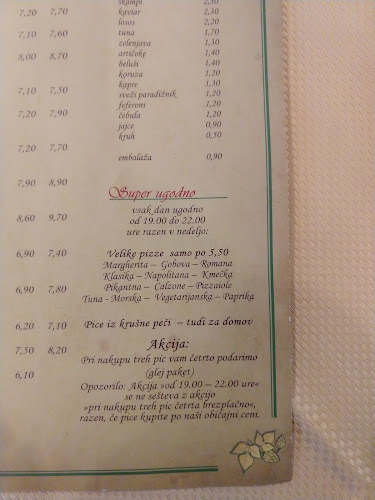 škampi 2,50
kaviar 2,30
7,20 7,70 losos 2,20
tuna 1,70
7,10 7,60 zelenjava 1,30
artičoke 1,40
8,00 8,70 beluši 1,40
koruza 1,20
kapre 1,30
7,10 7,50 sveži paradižnik 1,20
feferoni 1,20
7,20 7,90 čebula 1,20
jajce 0,90
kruh 0,50
7,20 7,70
embalaža 0,90
7,90 8,90
Super ugodno
vsak dan ugodno
8,60 9,70 od 19.00 do 22.00
ure razen v nedeljo:
6,90 7,40 Velike pizze samo po 5,50
Margherita – Gobova – Romana
Klasika – Napolitana – Kmečka
6,90 7,80 Pikantna – Calzone – Pizzaiole
Tuna - Morska – Vegetarijanska – Paprika
6,20 7,10 Pice iz krušne peči – tudi za domov
7,50 8,20 Akcija:
Pri nakupu treh pic vam četrto podarimo
6,10 (glej paket)
Opozorilo: Akcija »od 19.00 – 22.00 ure«
se ne sešteva z akcijo
»pri nakupu treh pic četrta brezplačno«,
razen, če pice kupite po naši običajni ceni.